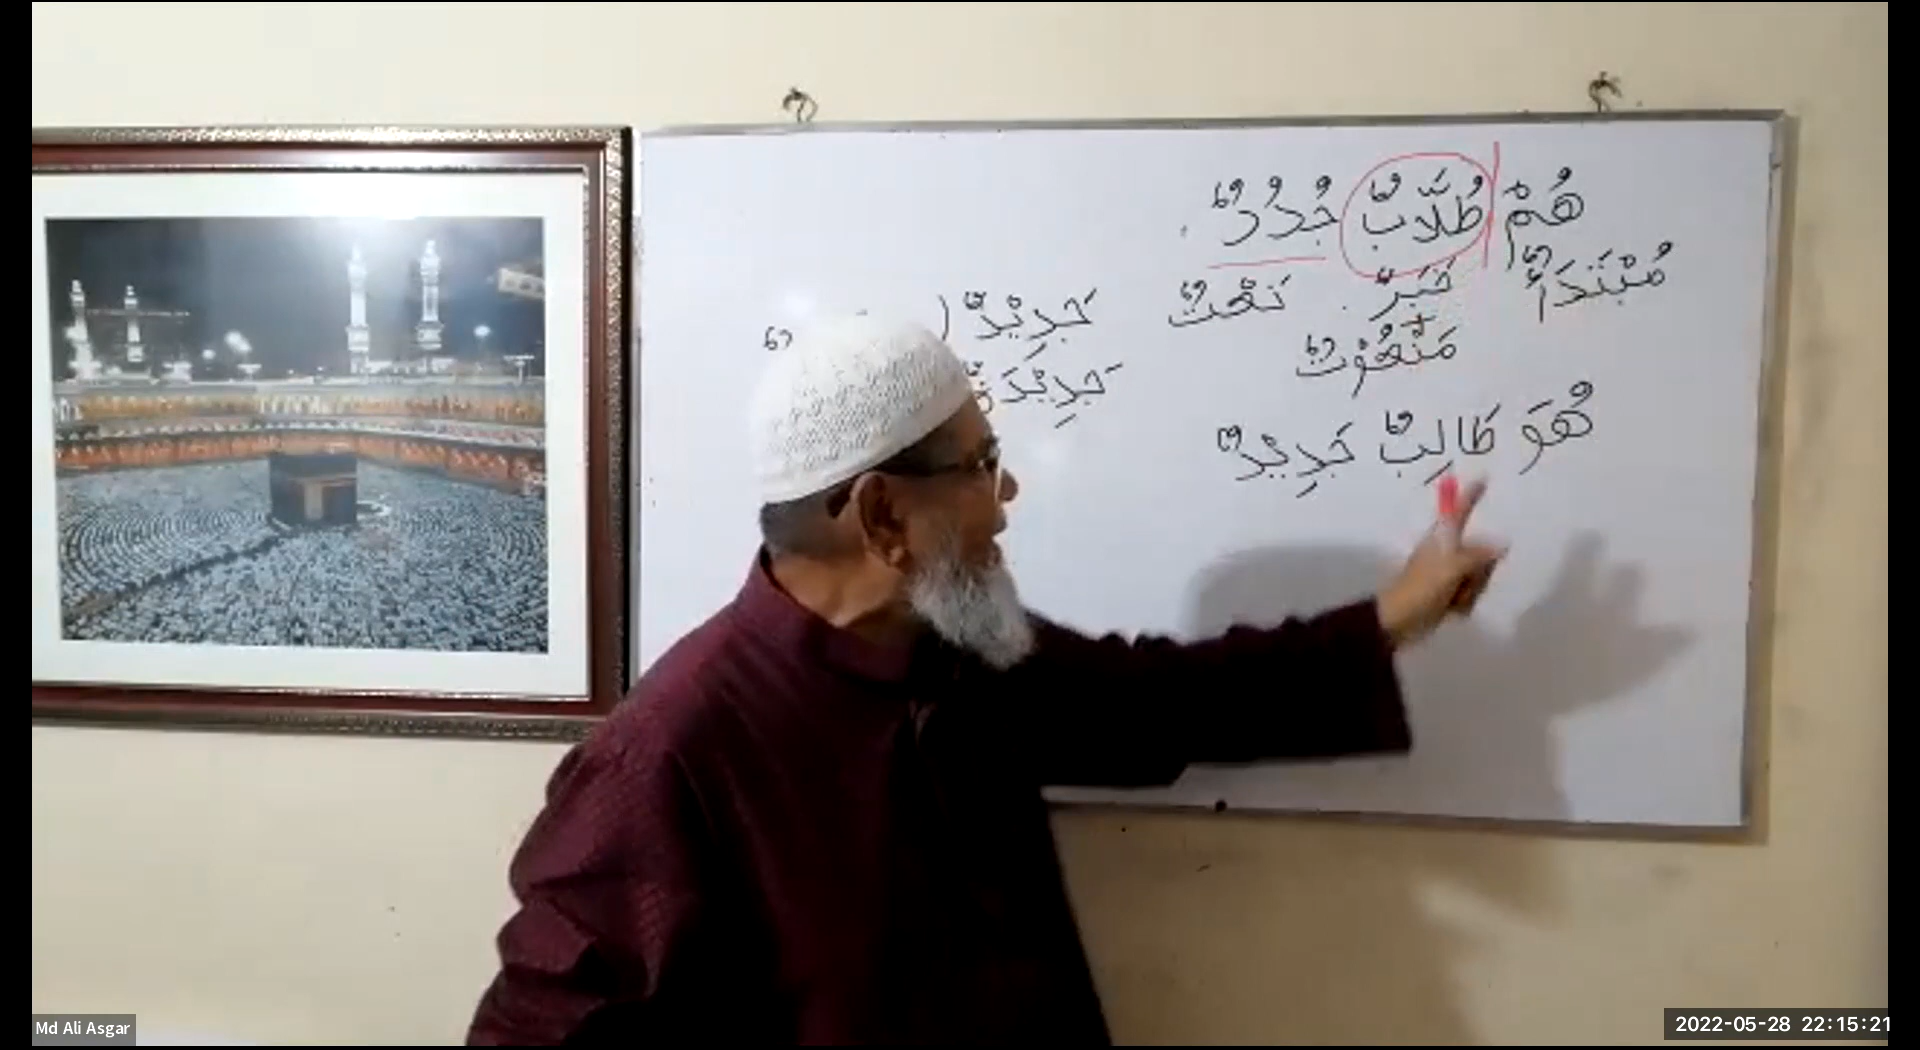 هُمْ طُلَّابٌ جُدُدٌ .
مُبْتَدَأٌ خَبَرٌ . نَعْتٌ
+
مَنْعُوْتٌ
جَدِيْدٌ (
جَدِيْدَةٌ
هُوَ طَالِبٌ جَدِيْدٌ
Md Ali Asgar
2022-05-28 22:15:21